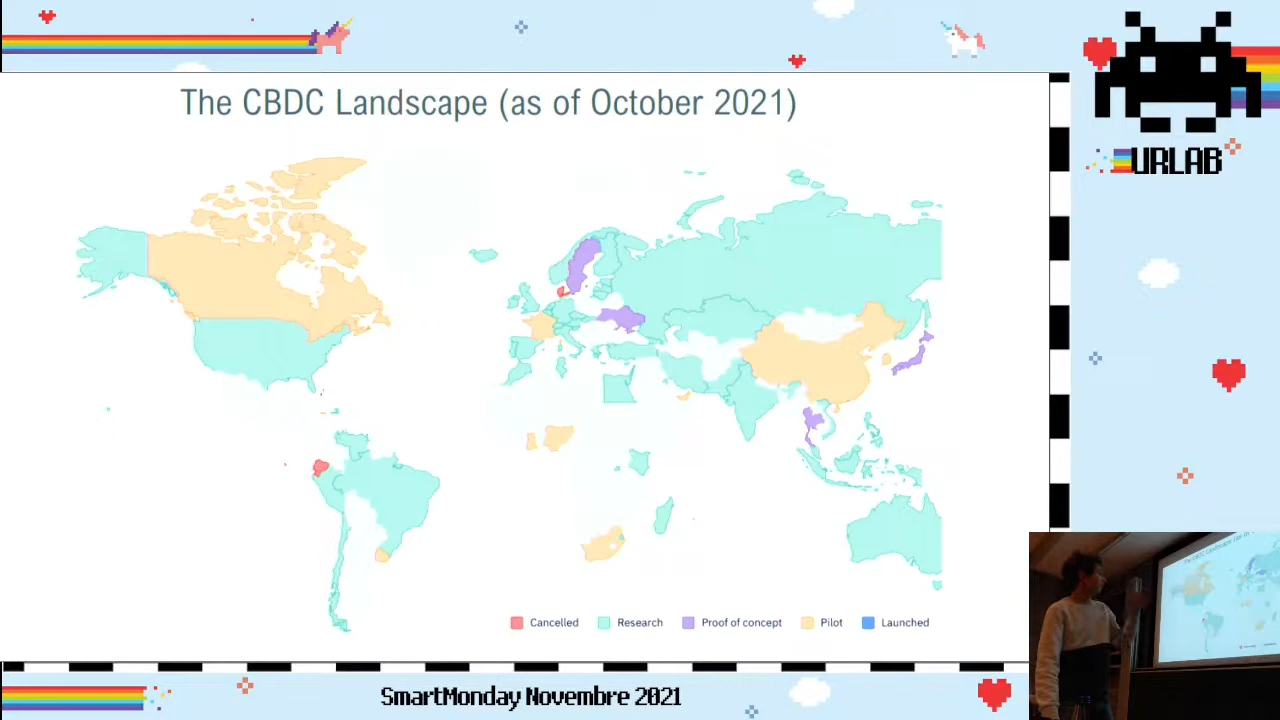 The CBDC Landscape (as of October 2021)
URLAB
Cancelled Research Proof of concept Pilot Launched
SmartMonday Novembre 2021